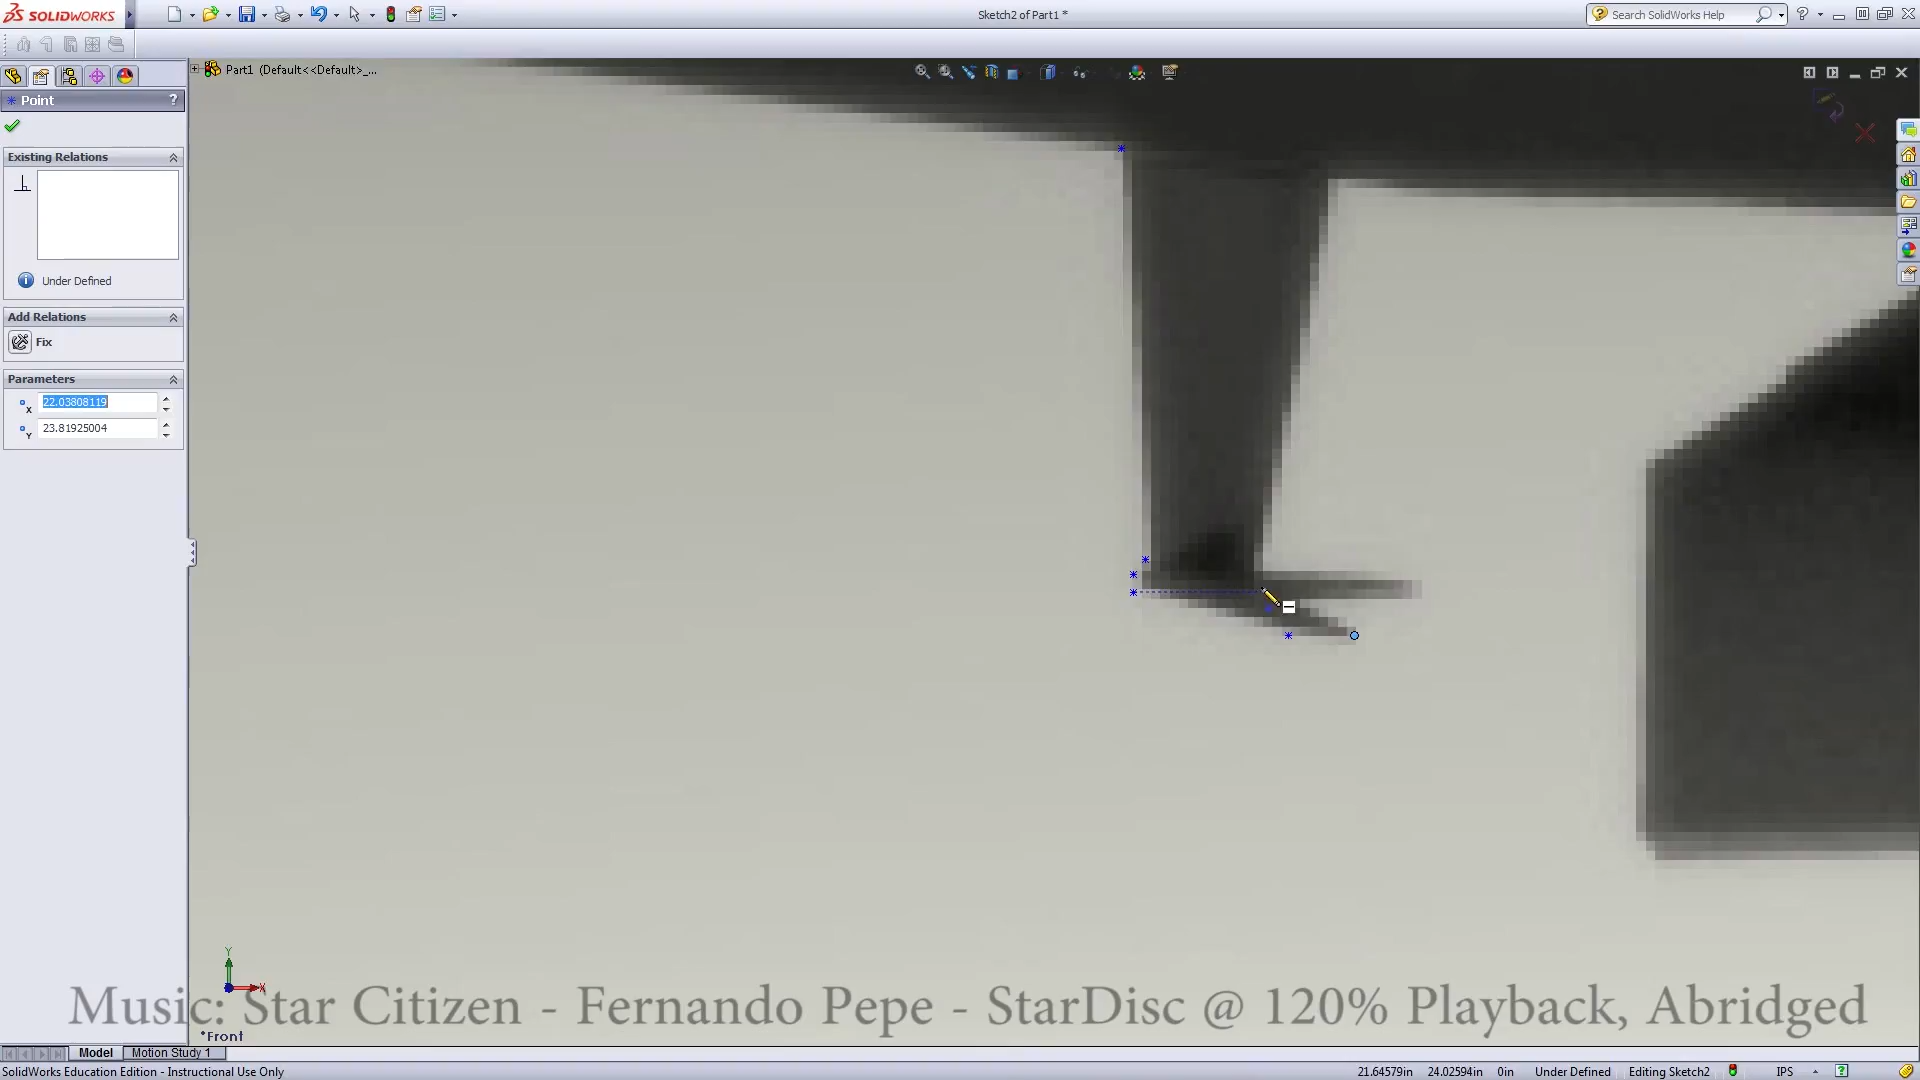 SOLIDWORKS
Sketch2 of Part1 *
Search SolidWorks Help
Part1 (Default<<Default>_...
Point
?
Existing Relations
Under Defined
Add Relations
Fix
Parameters
X 22.03808119
Y 23.81925004
Y
X
Music: Star Citizen - Fernando Pepe - StarDisc @ 120% Playback, Abridged
*Front
Model
Motion Study 1
SolidWorks Education Edition - Instructional Use Only
21.64579in
24.02594in
0in
Under Defined
Editing Sketch2
IPS
?